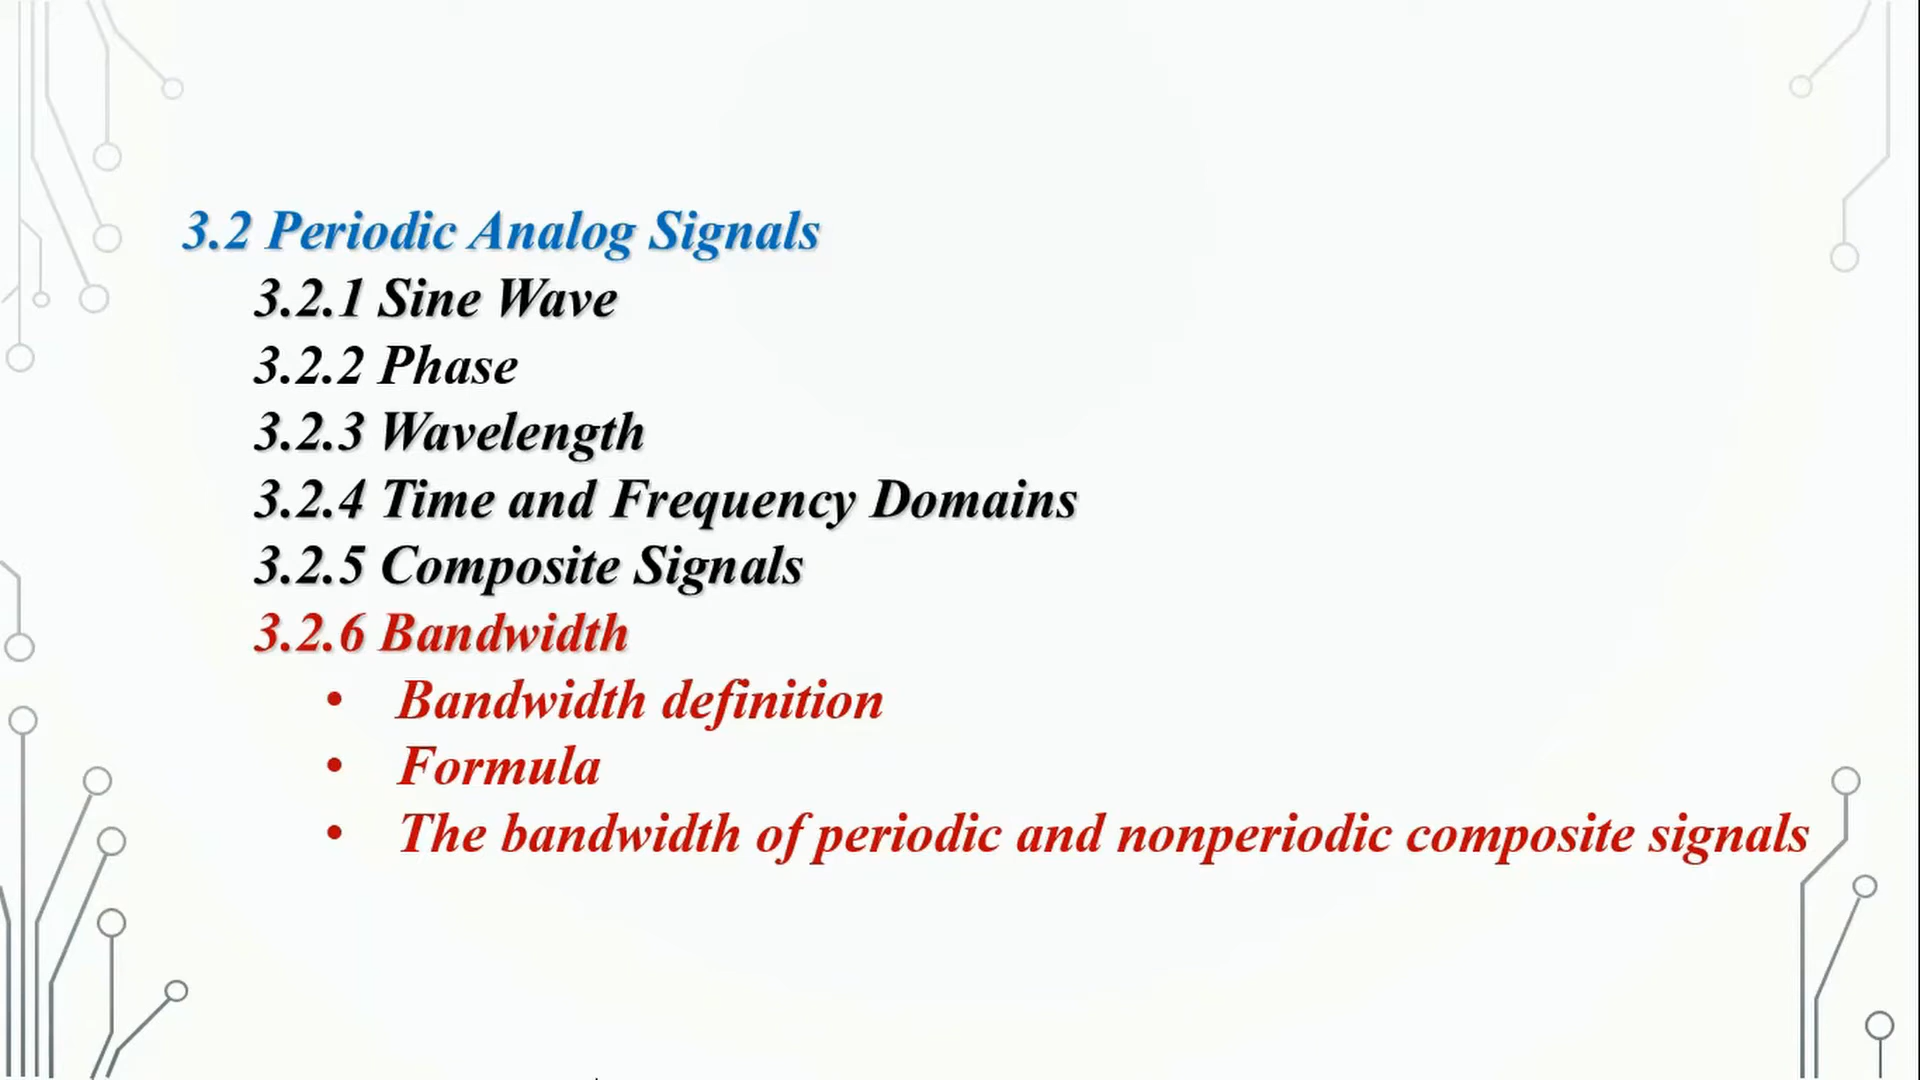 3.2 Periodic Analog Signals
3.2.1 Sine Wave
3.2.2 Phase
3.2.3 Wavelength
3.2.4 Time and Frequency Domains
3.2.5 Composite Signals
3.2.6 Bandwidth
• Bandwidth definition
• Formula
• The bandwidth of periodic and nonperiodic composite signals